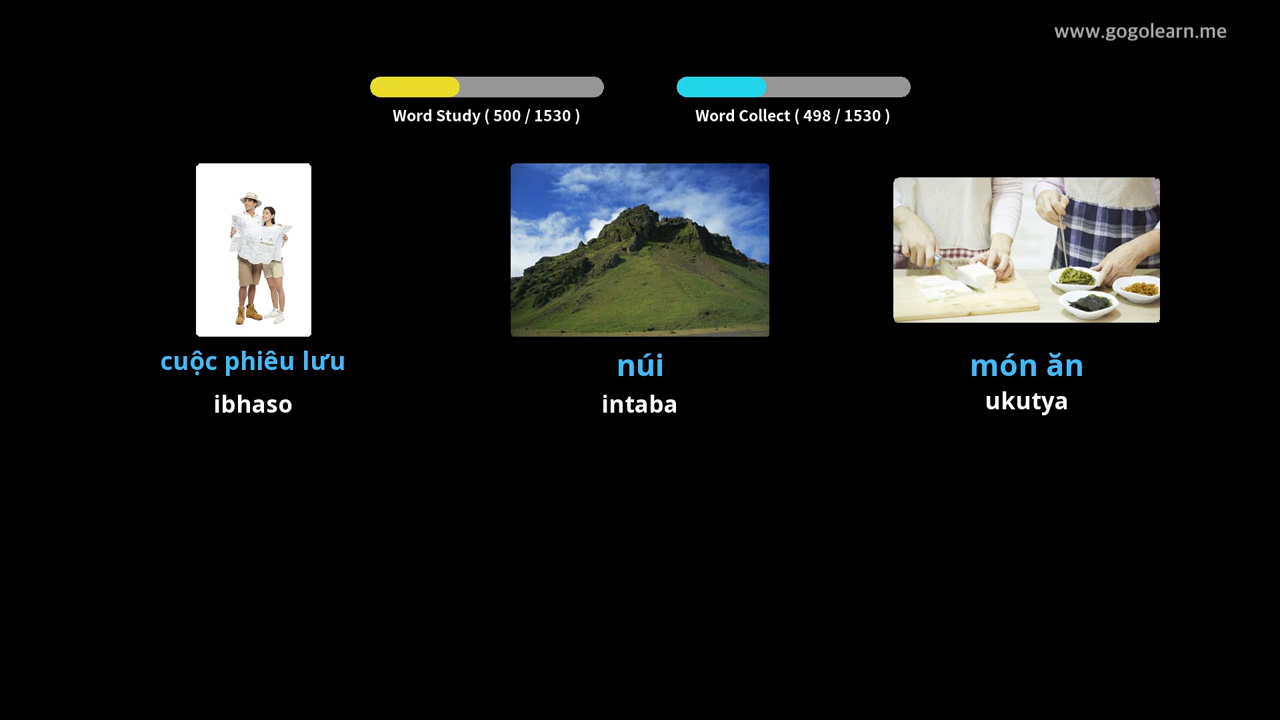 www.gogolearn.me
Word Study ( 500 / 1530 )
Word Collect ( 498 / 1530 )
cuộc phiêu lưu
ibhaso
núi
intaba
món ăn
ukutya